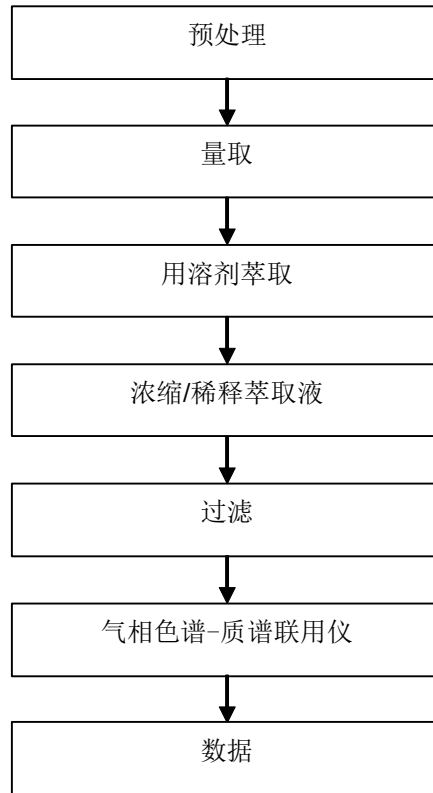 预处理
量取
用溶剂萃取
浓缩/稀释萃取液
过滤
气相色谱-质谱联用仪
数据